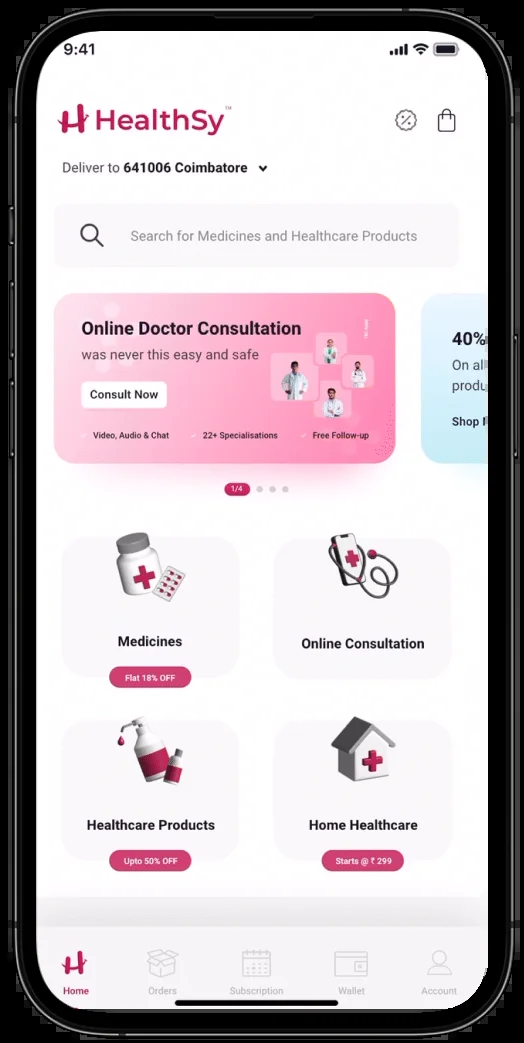 9:41
HealthSy™
Deliver to 641006 Coimbatore
Search for Medicines and Healthcare Products
Online Doctor Consultation
was never this easy and safe
Consult Now
Video, Audio & Chat
22+ Specialisations
Free Follow-up
40%
On all
produ
Shop
1/4
Medicines
Flat 18% OFF
Online Consultation
Healthcare Products
Upto 50% OFF
Home Healthcare
Starts @ ₹ 299
Home
Orders
Subscription
Wallet
Account